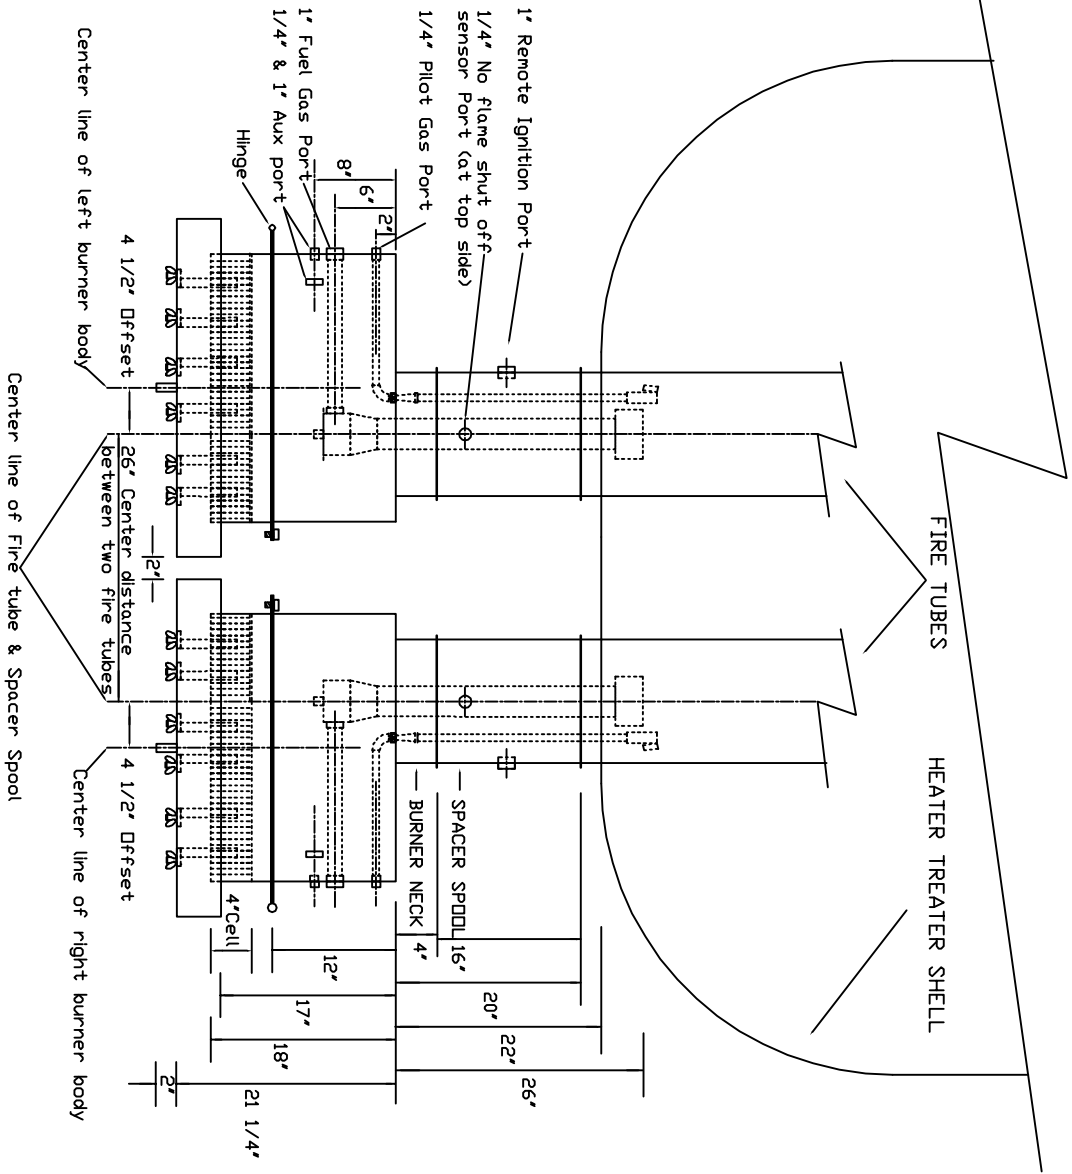 1" Remote Ignition Port
1/4" No flame shut off
sensor Port (at top side)
1/4" Pilot Gas Port
1" Fuel Gas Port
1/4" & 1" Aux port
Hinge
8"
6"
2"
4 1/2" Offset
Center line of left burner body
26" Center distance
between two fire tubes
2"
Center line of Fire tube & Spacer Spool
4 1/2" Offset
Center line of right burner body
FIRE TUBES
HEATER TREATER SHELL
SPACER SPOOL
BURNER NECK
16"
4"
20"
22"
26"
4"Cell
12"
17"
18"
21 1/4"
2"